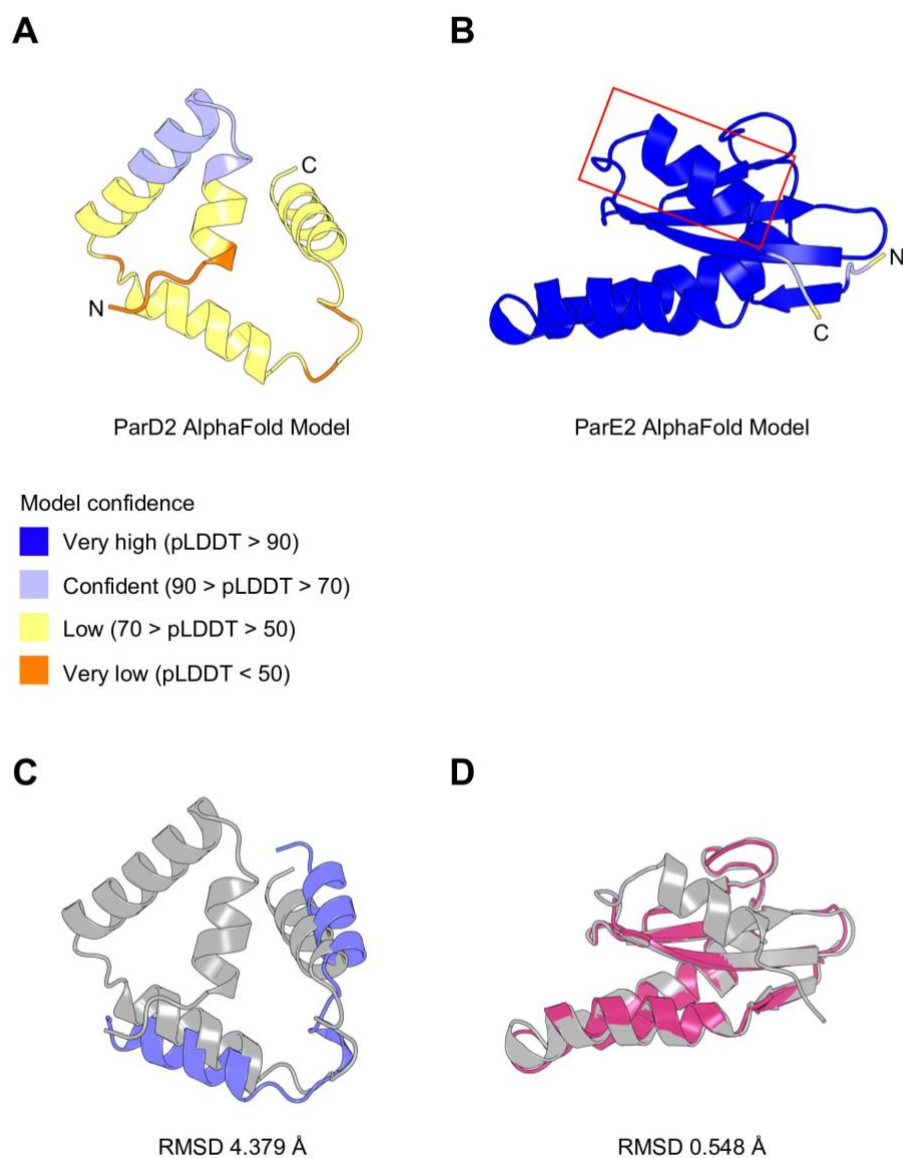 A
B
C
N
N
C
ParD2 AlphaFold Model
ParE2 AlphaFold Model
Model confidence
Very high (pLDDT > 90)
Confident (90 > pLDDT > 70)
Low (70 > pLDDT > 50)
Very low (pLDDT < 50)
C
D
RMSD 4.379 Å
RMSD 0.548 Å